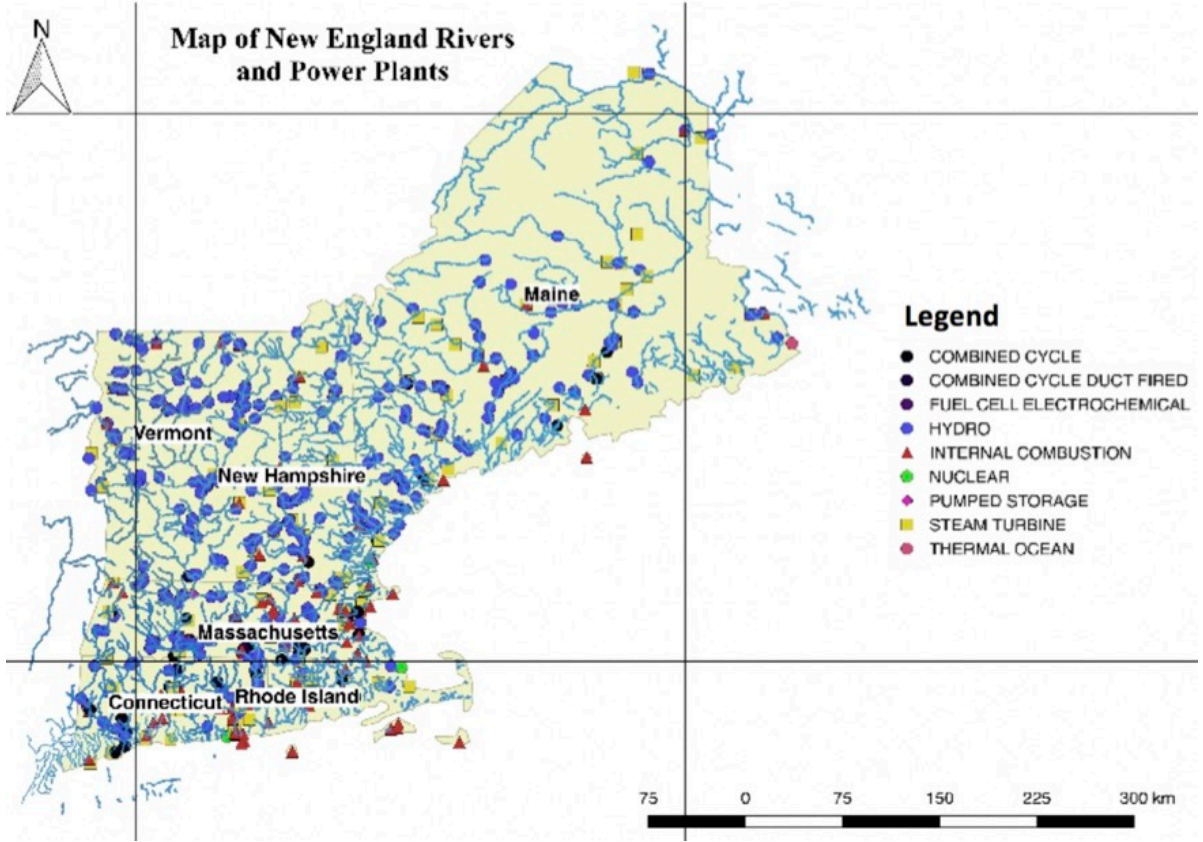 N
Map of New England Rivers
and Power Plants
Maine
Vermont
New Hampshire
Massachusetts
Connecticut
Rhode Island
Legend
COMBINED CYCLE
COMBINED CYCLE DUCT FIRED
FUEL CELL ELECTROCHEMICAL
HYDRO
INTERNAL COMBUSTION
NUCLEAR
PUMPED STORAGE
STEAM TURBINE
THERMAL OCEAN
75 0 75 150 225 300 km